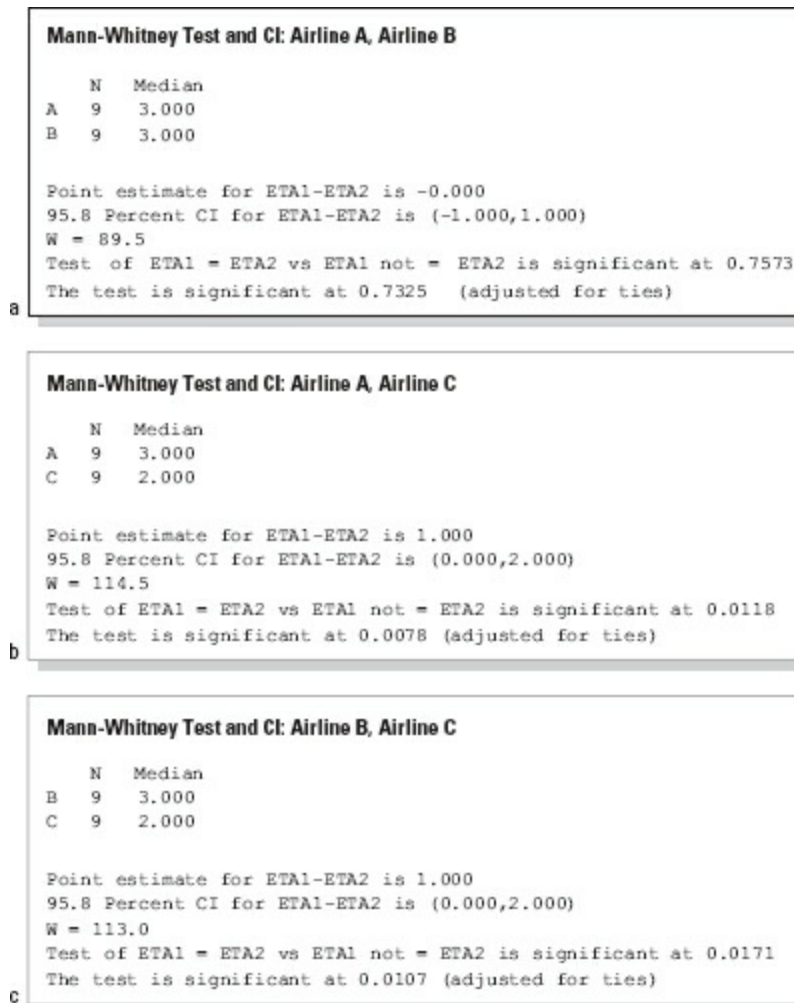 Mann-Whitney Test and CI: Airline A, Airline B
N Median
A 9 3.000
B 9 3.000
Point estimate for ETA1-ETA2 is -0.000
95.8 Percent CI for ETA1-ETA2 is (-1.000,1.000)
W = 89.5
Test of ETA1 = ETA2 vs ETA1 not = ETA2 is significant at 0.7573
The test is significant at 0.7325 (adjusted for ties)
a
Mann-Whitney Test and CI: Airline A, Airline C
N Median
A 9 3.000
C 9 2.000
Point estimate for ETA1-ETA2 is 1.000
95.8 Percent CI for ETA1-ETA2 is (0.000,2.000)
W = 114.5
Test of ETA1 = ETA2 vs ETA1 not = ETA2 is significant at 0.0118
The test is significant at 0.0078 (adjusted for ties)
b
Mann-Whitney Test and CI: Airline B, Airline C
N Median
B 9 3.000
C 9 2.000
Point estimate for ETA1-ETA2 is 1.000
95.8 Percent CI for ETA1-ETA2 is (0.000,2.000)
W = 113.0
Test of ETA1 = ETA2 vs ETA1 not = ETA2 is significant at 0.0171
The test is significant at 0.0107 (adjusted for ties)
c